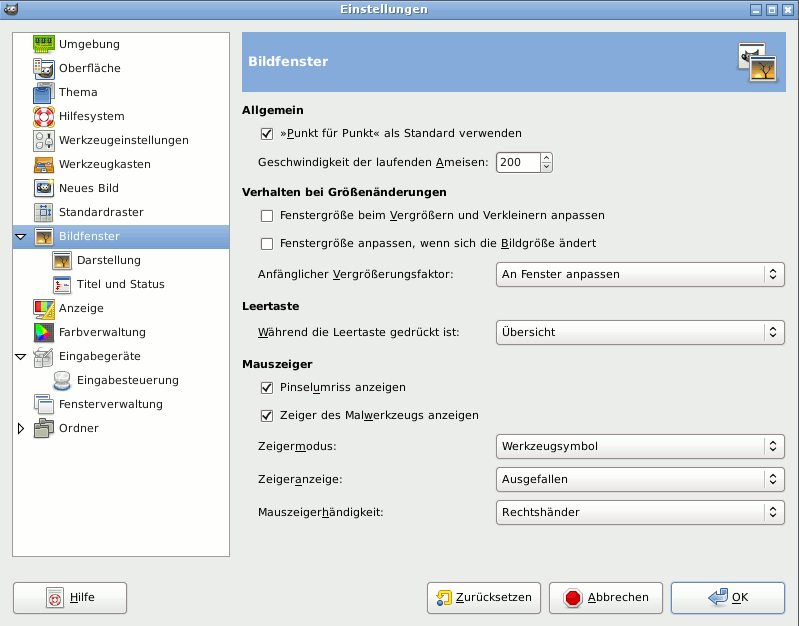 Einstellungen
Umgebung
Oberfläche
Thema
Hilfesystem
Werkzeugeinstellungen
Werkzeugkasten
Neues Bild
Standardraster
Bildfenster
Darstellung
Titel und Status
Anzeige
Farbverwaltung
Eingabegeräte
Eingabesteuerung
Fensterverwaltung
Ordner
Bildfenster
Allgemein
»Punkt für Punkt« als Standard verwenden
Geschwindigkeit der laufenden Ameisen: 200
Verhalten bei Größenänderungen
Fenstergröße beim Vergrößern und Verkleinern anpassen
Fenstergröße anpassen, wenn sich die Bildgröße ändert
Anfänglicher Vergrößerungsfaktor: An Fenster anpassen
Leertaste
Während die Leertaste gedrückt ist: Übersicht
Mauszeiger
Pinselumriss anzeigen
Zeiger des Malwerkzeugs anzeigen
Zeigermodus: Werkzeugsymbol
Zeigeranzeige: Ausgefallen
Mauszeigerhändigkeit: Rechtshänder
Hilfe Zurücksetzen Abbrechen OK